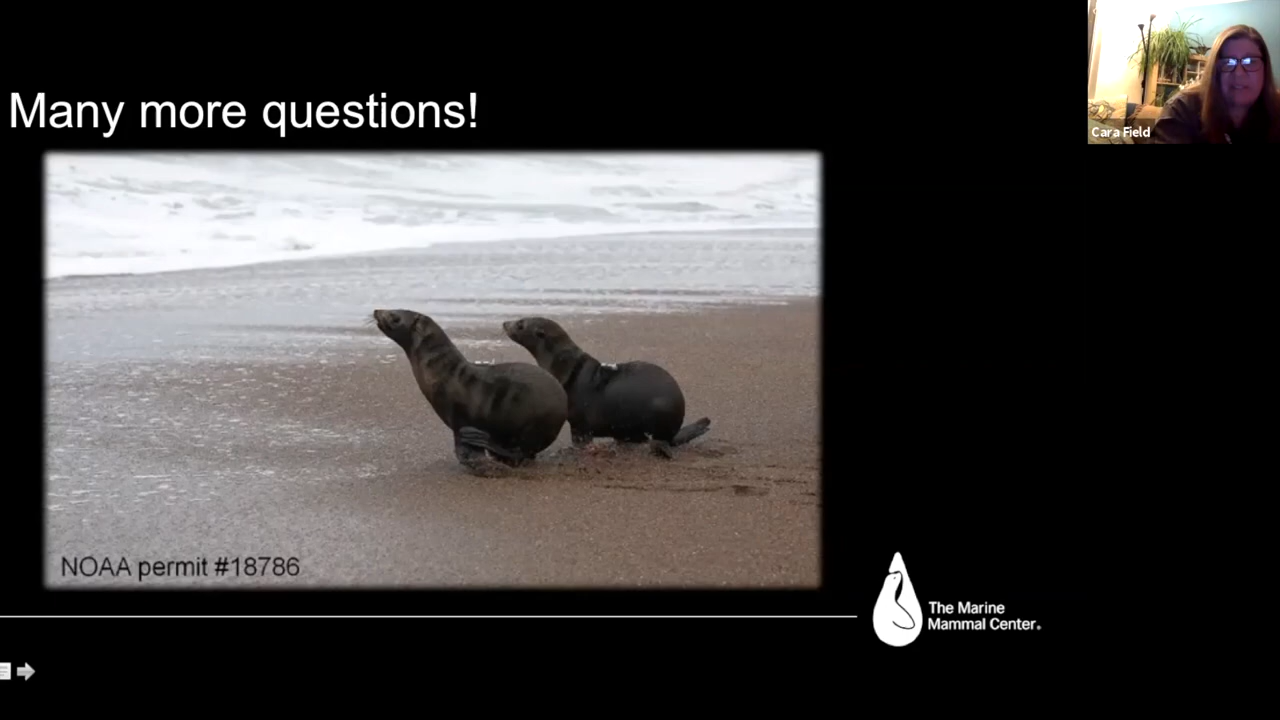 Many more questions!
Cara Field
NOAA permit #18786
The Marine
Mammal Center.